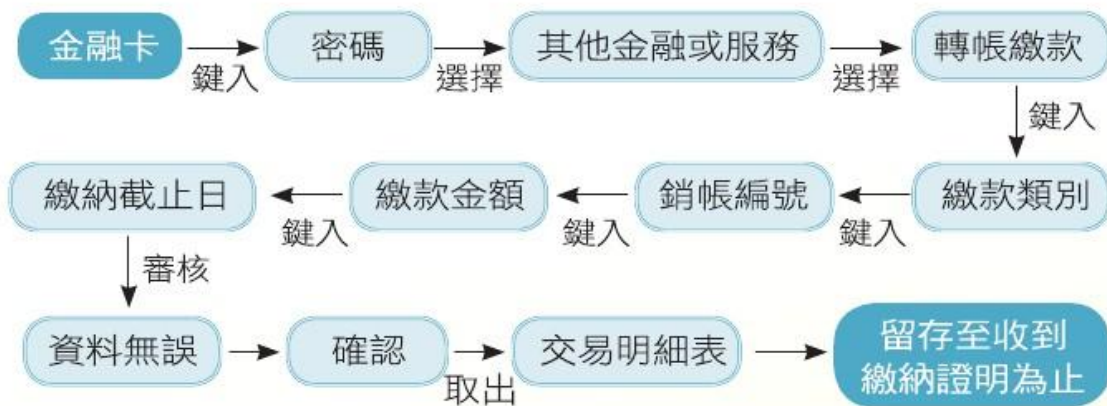 金融卡 鍵入 密碼 選擇 其他金融或服務 選擇 轉帳繳款
鍵入
繳款類別 鍵入 銷帳編號 鍵入 繳款金額 鍵入 繳納截止日
審核
資料無誤 確認 取出 交易明細表 留存至收到
繳納證明為止